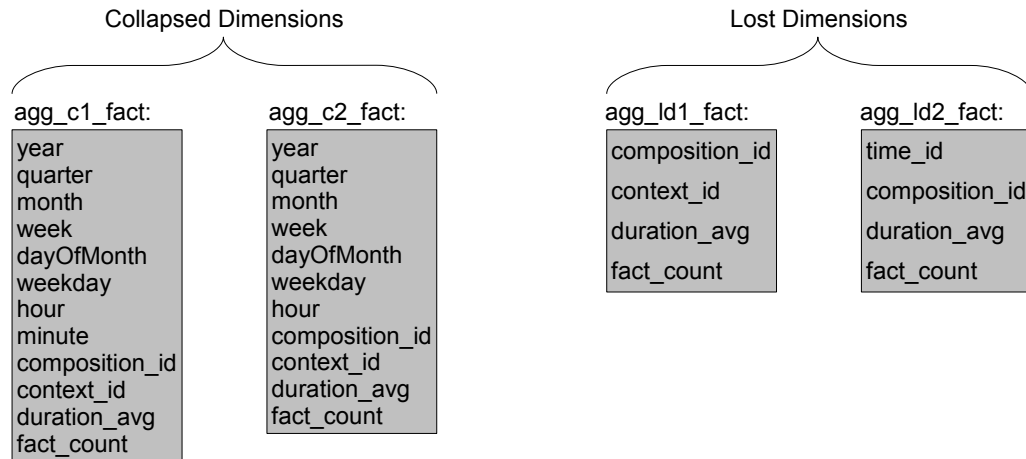 Collapsed Dimensions
agg_c1_fact:
year
quarter
month
week
dayOfMonth
weekday
hour
minute
composition_id
context_id
duration_avg
fact_count
agg_c2_fact:
year
quarter
month
week
dayOfMonth
weekday
hour
composition_id
context_id
duration_avg
fact_count
Lost Dimensions
agg_ld1_fact:
composition_id
context_id
duration_avg
fact_count
agg_ld2_fact:
time_id
composition_id
duration_avg
fact_count